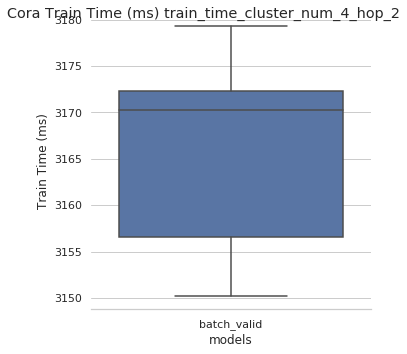 Cora Train Time (ms) train_time_cluster_num_4_hop_2
3180
3175
3170
3165
3160
3155
3150
Train Time (ms)
batch_valid
models